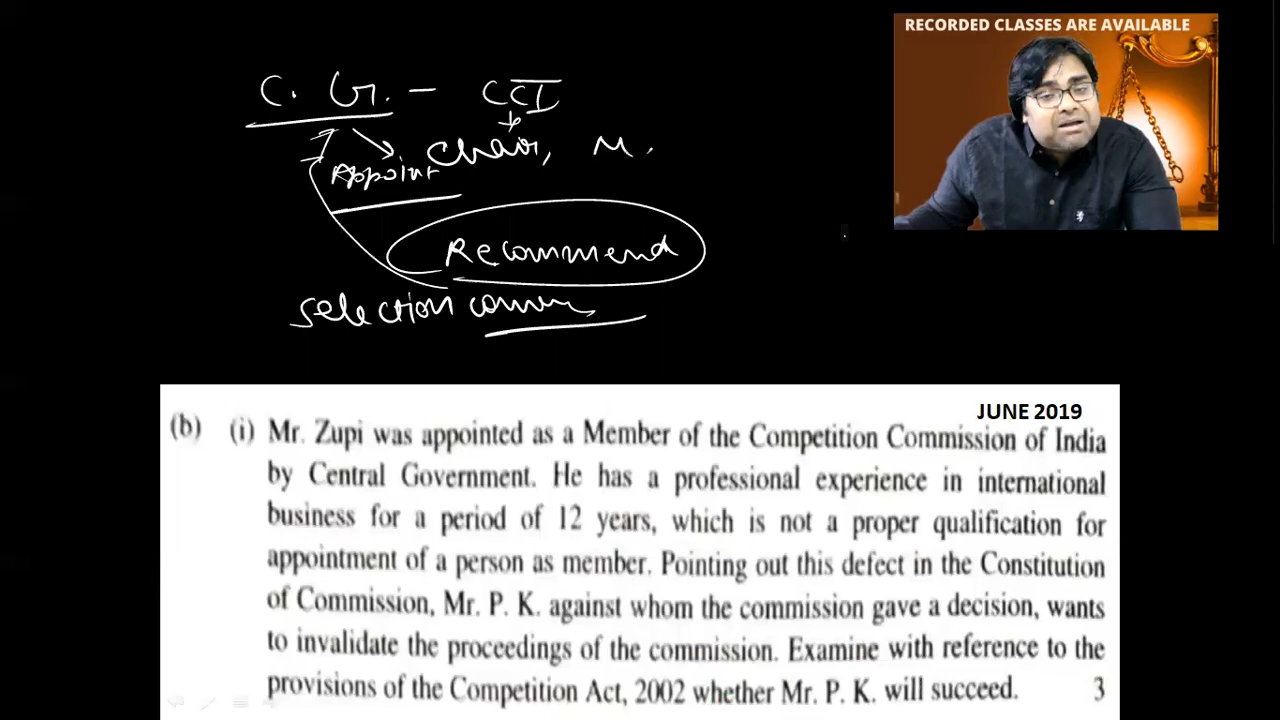 RECORDED CLASSES ARE AVAILABLE
C. G. - CCI
Appoint Chair, M.
Recommend
selection
JUNE 2019
(b) (i) Mr. Zupi was appointed as a Member of the Competition Commission of India
by Central Government. He has a professional experience in international
business for a period of 12 years, which is not a proper qualification for
appointment of a person as member. Pointing out this defect in the Constitution
of Commission, Mr. P. K. against whom the commission gave a decision, wants
to invalidate the proceedings of the commission. Examine with reference to the
provisions of the Competition Act, 2002 whether Mr. P. K. will succeed. 3